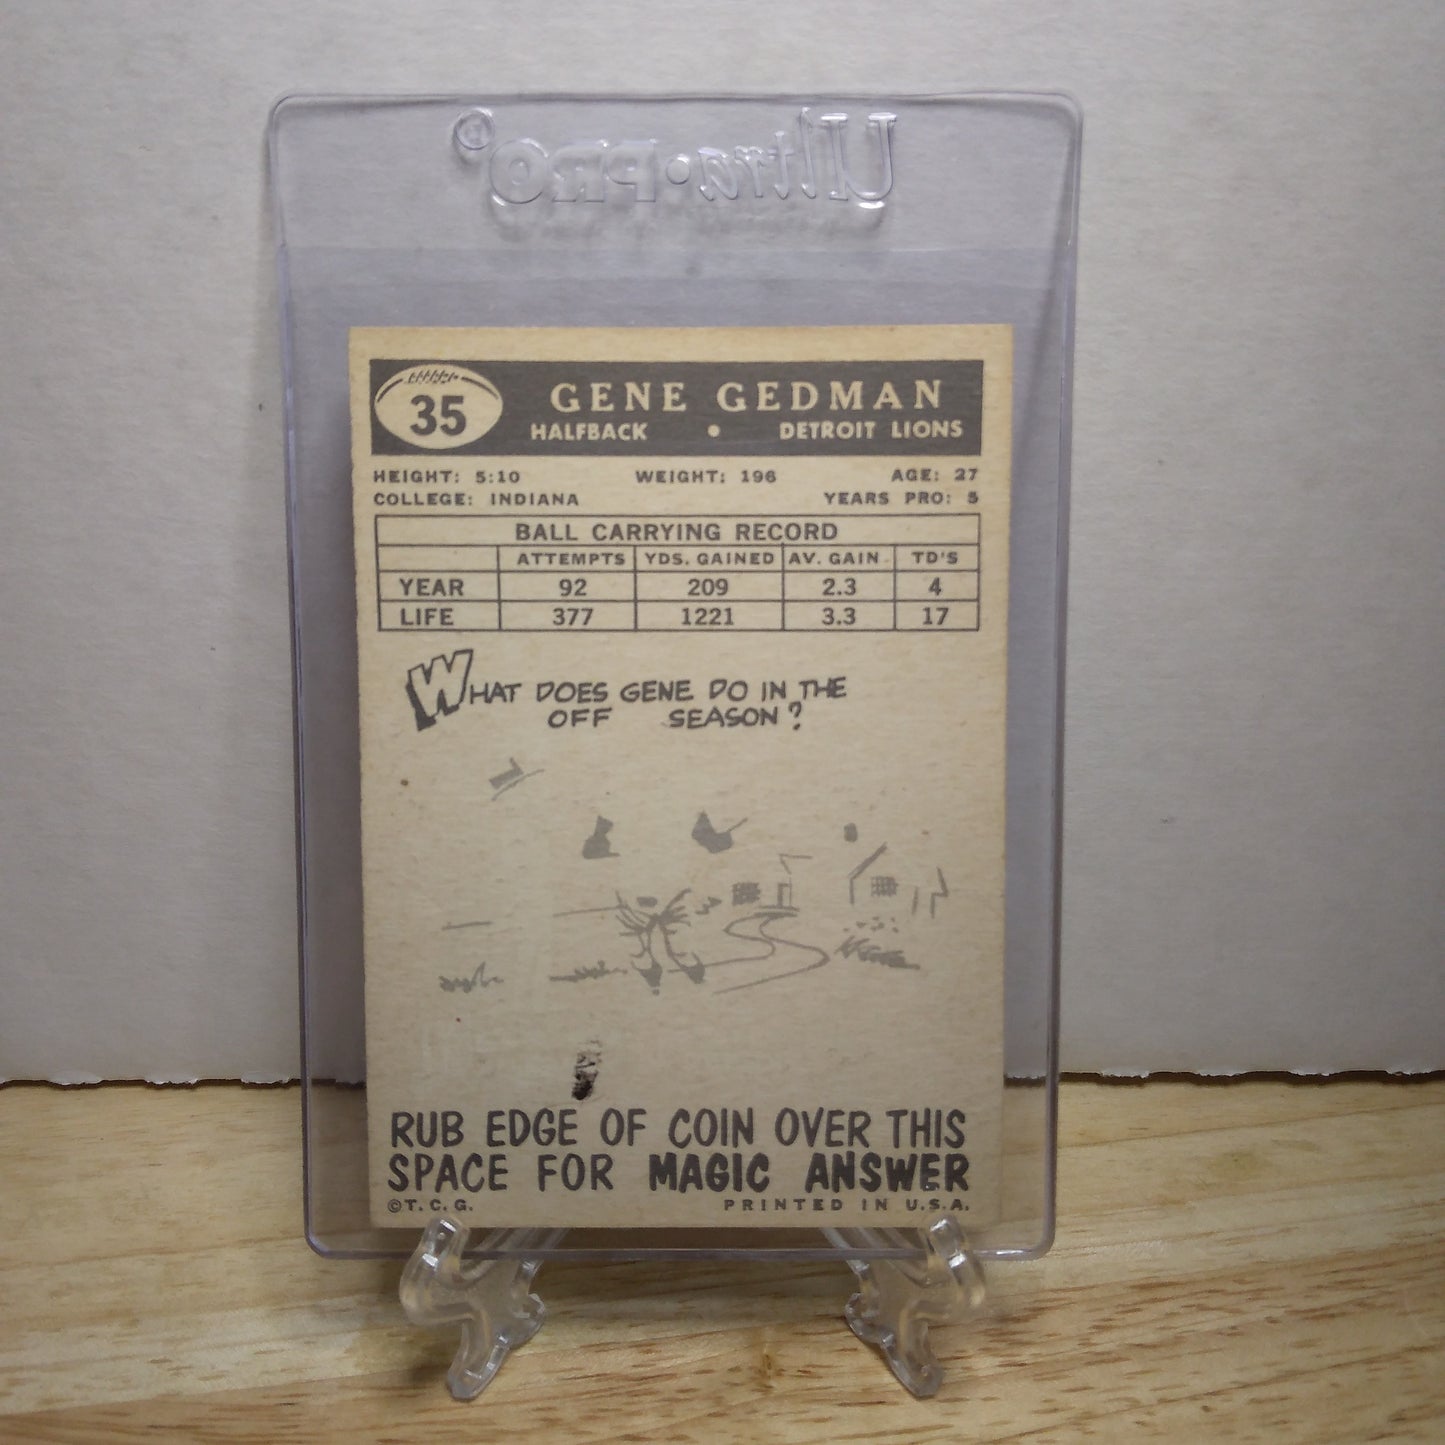 Ultra•PRO®
35
GENE GEDMAN
HALFBACK • DETROIT LIONS
HEIGHT: 5:10 WEIGHT: 196 AGE: 27
COLLEGE: INDIANA YEARS PRO: 5
BALL CARRYING RECORD
ATTEMPTS YDS. GAINED AV. GAIN TD'S
YEAR 92 209 2.3 4
LIFE 377 1221 3.3 17
WHAT DOES GENE DO IN THE
OFF SEASON?
RUB EDGE OF COIN OVER THIS
SPACE FOR MAGIC ANSWER
©T. C. G. PRINTED IN U.S.A.